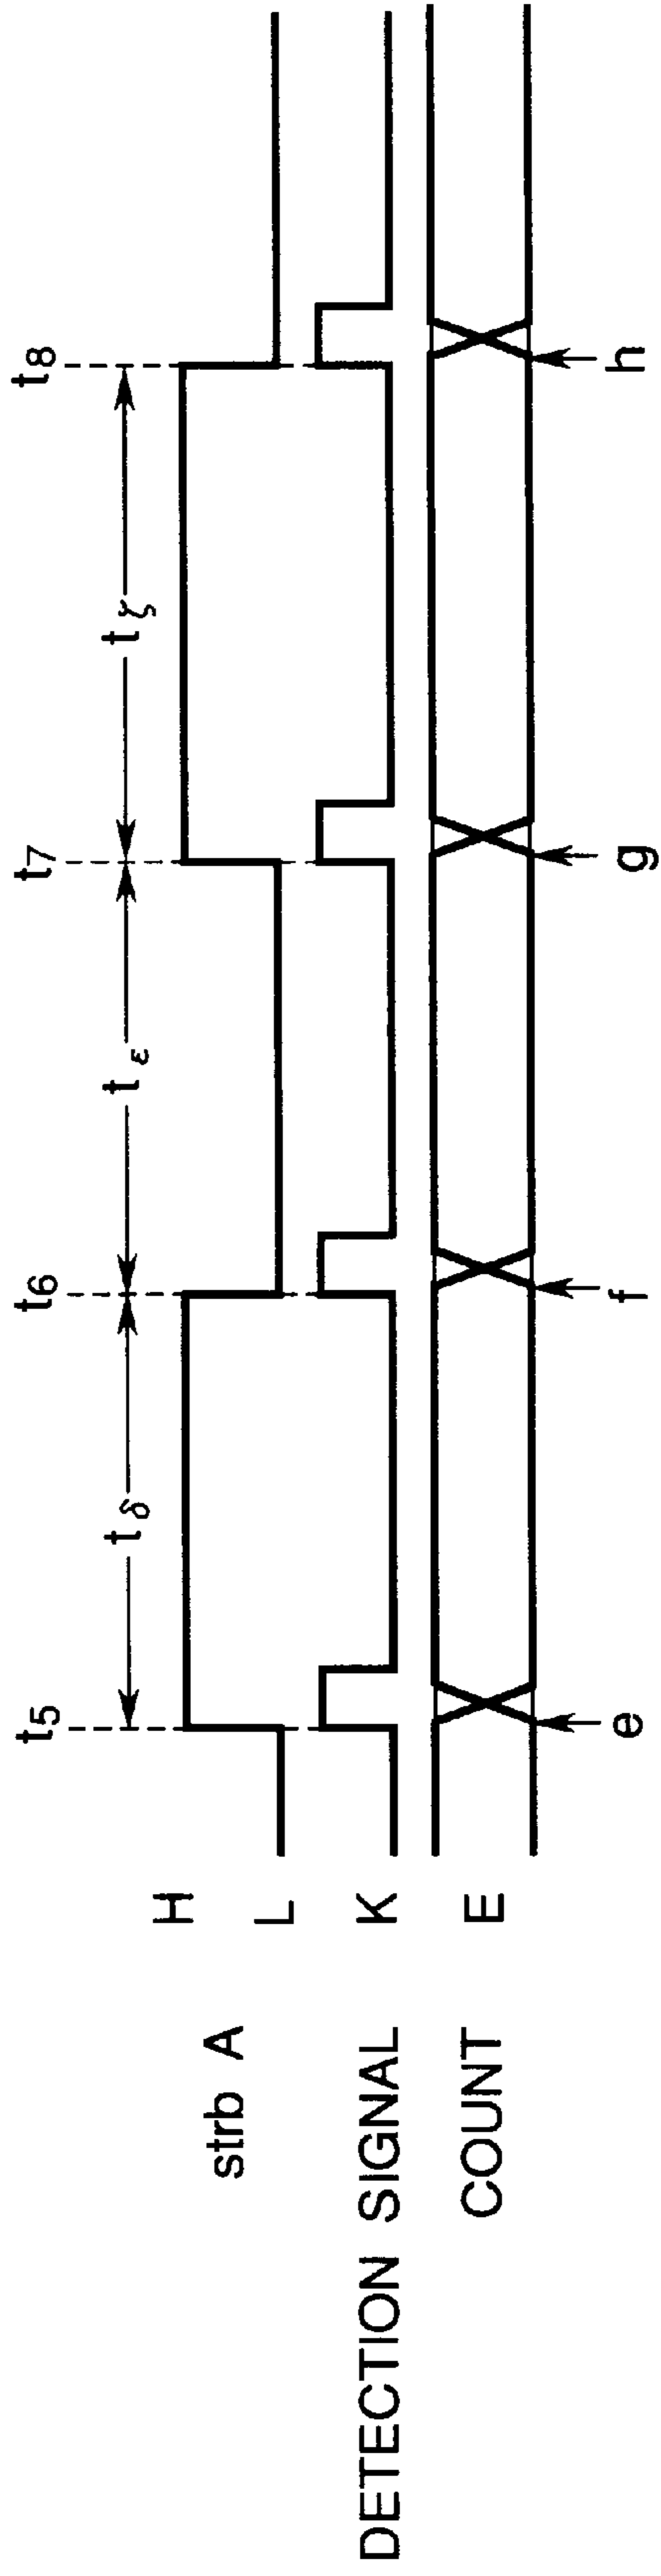 t5 t6 t7 t8
tδ tε tζ
strb A H
L
DETECTION SIGNAL K
COUNT E
e f g h